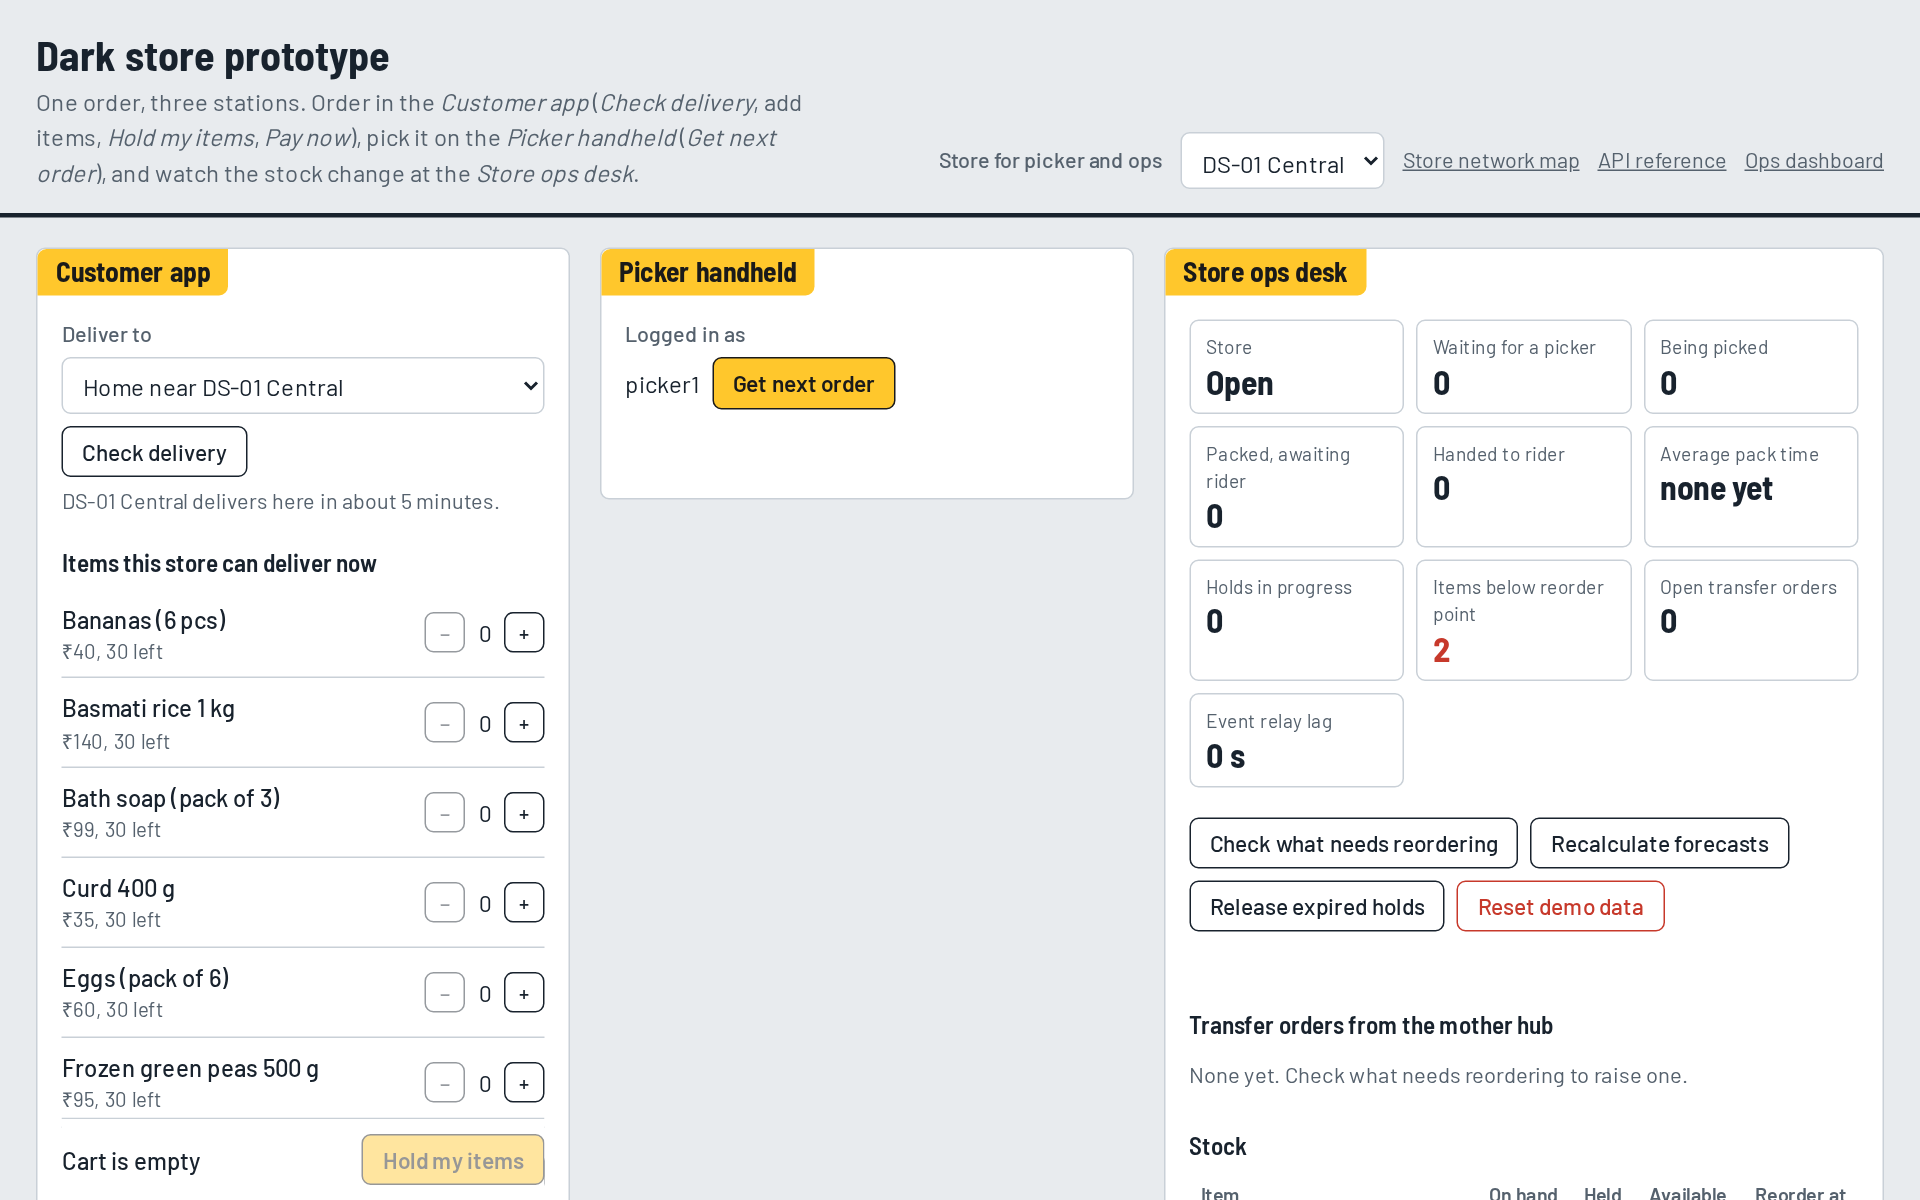 Dark store prototype
One order, three stations. Order in the Customer app (Check delivery, add
items, Hold my items, Pay now), pick it on the Picker handheld (Get next
order), and watch the stock change at the Store ops desk.
Store for picker and ops
DS-01 Central
Store network map
API reference
Ops dashboard
Customer app
Deliver to
Home near DS-01 Central
Check delivery
DS-01 Central delivers here in about 5 minutes.
Items this store can deliver now
Bananas (6 pcs)
₹40, 30 left
− 0 +
Basmati rice 1 kg
₹140, 30 left
− 0 +
Bath soap (pack of 3)
₹99, 30 left
− 0 +
Curd 400 g
₹35, 30 left
− 0 +
Eggs (pack of 6)
₹60, 30 left
− 0 +
Frozen green peas 500 g
₹95, 30 left
− 0 +
Cart is empty
Hold my items
Picker handheld
Logged in as
picker1
Get next order
Store ops desk
Store
Open
Waiting for a picker
0
Being picked
0
Packed, awaiting
rider
0
Handed to rider
0
Average pack time
none yet
Holds in progress
0
Items below reorder
point
2
Open transfer orders
0
Event relay lag
0 s
Check what needs reordering
Recalculate forecasts
Release expired holds
Reset demo data
Transfer orders from the mother hub
None yet. Check what needs reordering to raise one.
Stock
Item On hand Held Available Reorder at